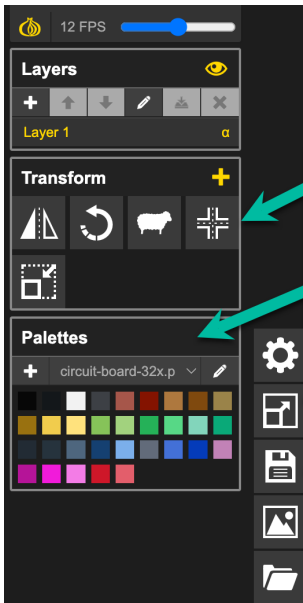 12 FPS
Layers
Layer 1 α
Transform
Palettes
circuit-board-32x.p